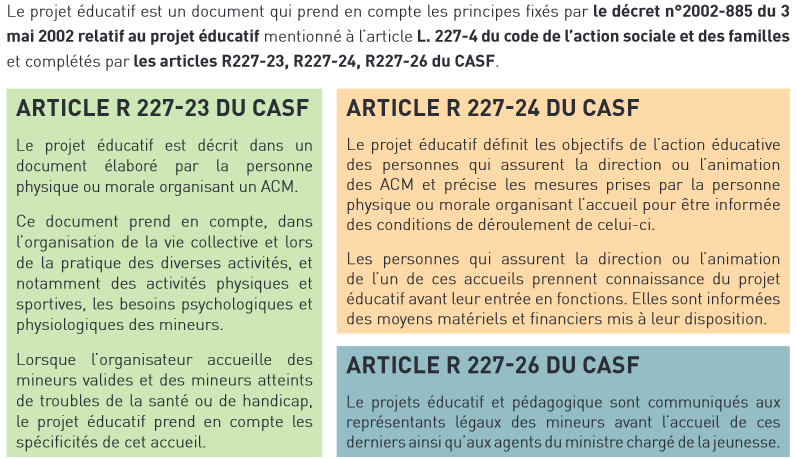 Le projet éducatif est un document qui prend en compte les principes fixés par le décret n°2002-885 du 3
mai 2002 relatif au projet éducatif mentionné à l'article L. 227-4 du code de l'action sociale et des familles
et complétés par les articles R227-23, R227-24, R227-26 du CASF.
ARTICLE R 227-23 DU CASF
Le projet éducatif est décrit dans un
document élaboré par la personne
physique ou morale organisant un ACM.
Ce document prend en compte, dans
l'organisation de la vie collective et lors
de la pratique des diverses activités, et
notamment des activités physiques et
sportives, les besoins psychologiques et
physiologiques des mineurs.
Lorsque l'organisateur accueille des
mineurs valides et des mineurs atteints
de troubles de la santé ou de handicap,
le projet éducatif prend en compte les
spécificités de cet accueil.
ARTICLE R 227-24 DU CASF
Le projet éducatif définit les objectifs de l'action éducative
des personnes qui assurent la direction ou l'animation
des ACM et précise les mesures prises par la personne
physique ou morale organisant l'accueil pour être informée
des conditions de déroulement de celui-ci.
Les personnes qui assurent la direction ou l'animation
de l'un de ces accueils prennent connaissance du projet
éducatif avant leur entrée en fonctions. Elles sont informées
des moyens matériels et financiers mis à leur disposition.
ARTICLE R 227-26 DU CASF
Le projets éducatif et pédagogique sont communiqués aux
représentants légaux des mineurs avant l'accueil de ces
derniers ainsi qu'aux agents du ministre chargé de la jeunesse.